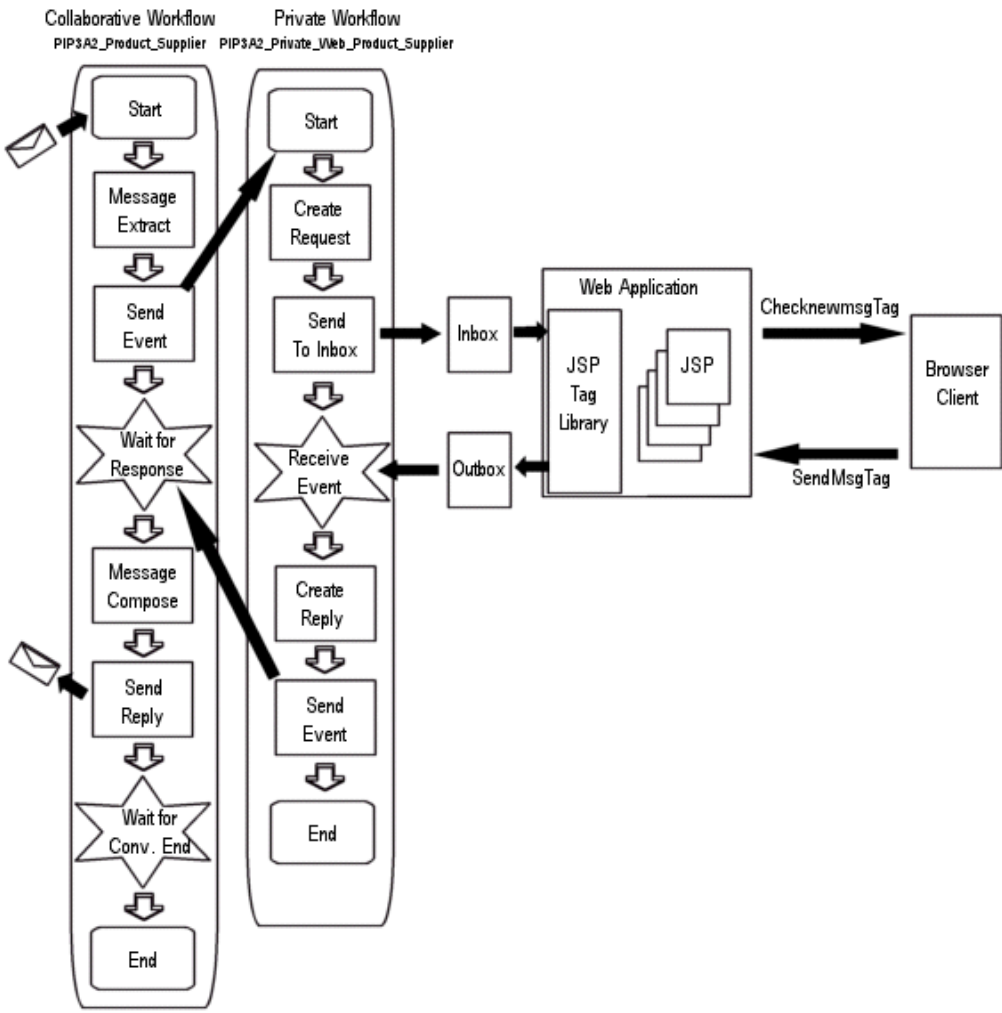 Collaborative Workflow
PIP3A2_Product_Supplier
Start
Message
Extract
Send
Event
Wait for
Response
Message
Compose
Send
Reply
Wait for
Conv. End
End
Private Workflow
PIP3A2_Private_Web_Product_Supplier
Start
Create
Request
Send
To Inbox
Receive
Event
Create
Reply
Send
Event
End
Inbox
Outbox
Web Application
JSP
Tag
Library
JSP
ChecknewmsgTag
SendMsgTag
Browser
Client